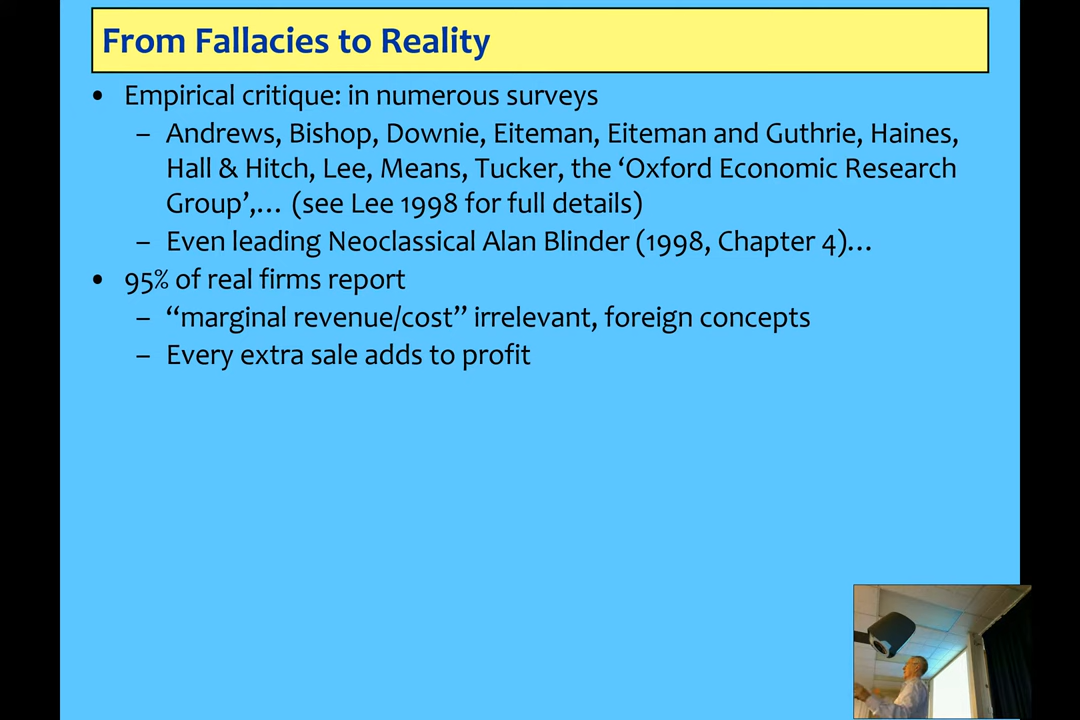 From Fallacies to Reality
• Empirical critique: in numerous surveys
– Andrews, Bishop, Downie, Eiteman, Eiteman and Guthrie, Haines,
Hall & Hitch, Lee, Means, Tucker, the ‘Oxford Economic Research
Group’,… (see Lee 1998 for full details)
– Even leading Neoclassical Alan Blinder (1998, Chapter 4)…
• 95% of real firms report
– “marginal revenue/cost” irrelevant, foreign concepts
– Every extra sale adds to profit